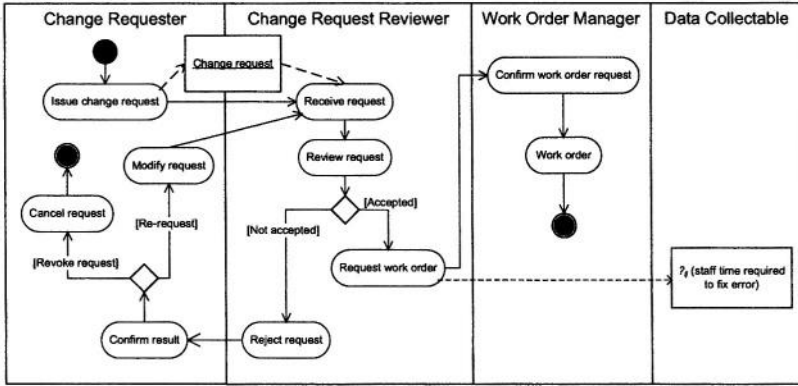 Change Requester
Change Request Reviewer
Work Order Manager
Data Collectable
Change request
Issue change request
Receive request
Confirm work order request
Modify request
Review request
Work order
Cancel request
[Re-request]
[Accepted]
[Not accepted]
[Revoke request]
Request work order
(staff time required
to fix error)
Confirm result
Reject request